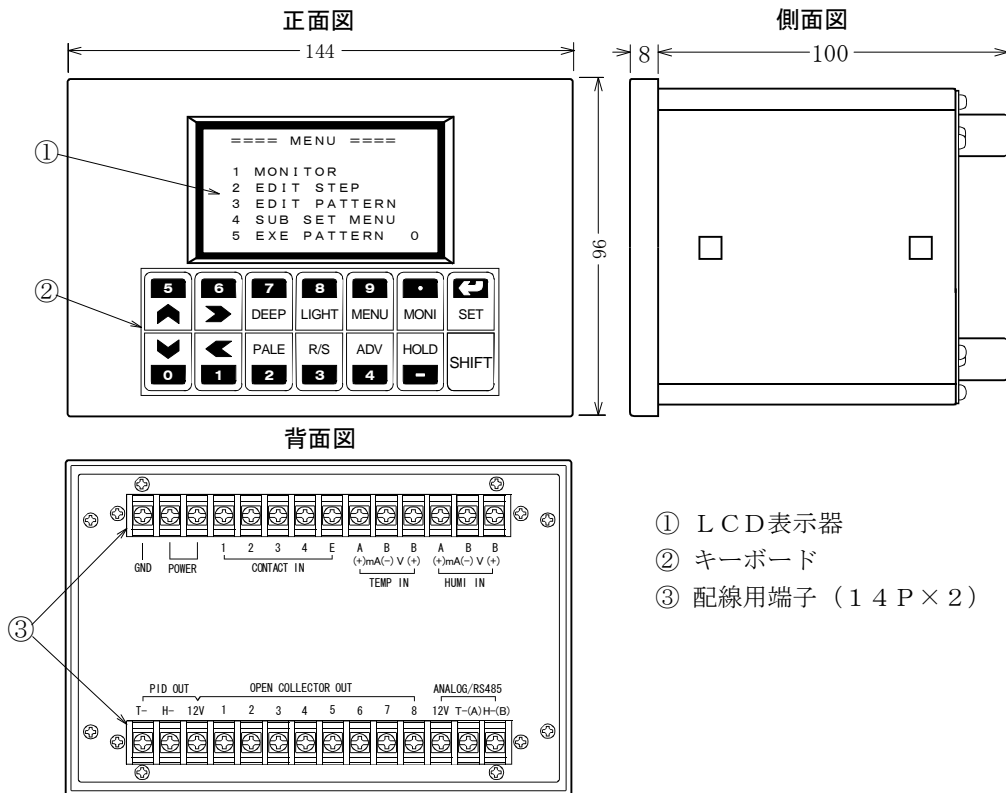 正面図
側面図
144
8
100
96
①
==== MENU ====
1 MONITOR
2 EDIT STEP
3 EDIT PATTERN
4 SUB SET MENU
5 EXE PATTERN 0
②
5 6 7 8 9 ・
DEEP LIGHT MENU MONI SET
PALE R/S ADV HOLD SHIFT
0 1 2 3 4 -
背面図
1 2 3 4 E A B B A B B
(+)mA(-) V (+) (+)mA(-) V (+)
GND POWER CONTACT IN TEMP IN HUMI IN
③
PID OUT OPEN COLLECTOR OUT ANALOG/RS485
T- H- 12V 1 2 3 4 5 6 7 8 12V T-(A) H-(B)
① LCD表示器
② キーボード
③ 配線用端子(14P×2)